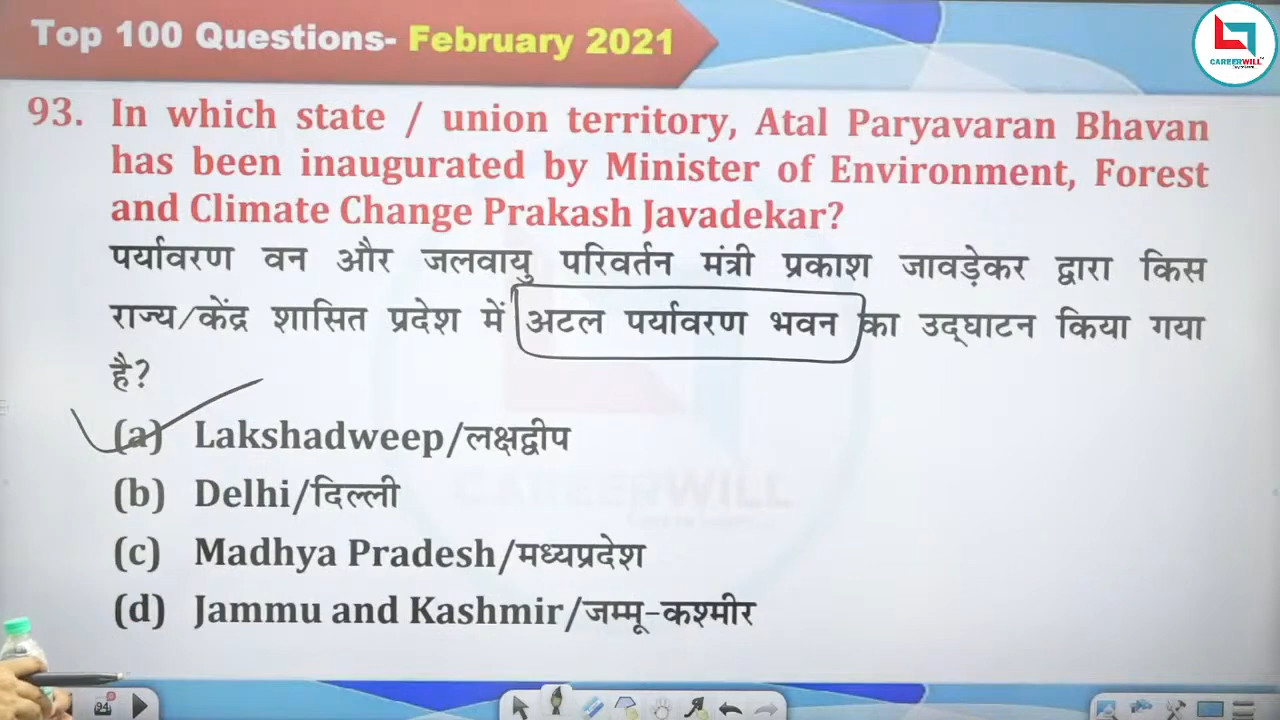 Top 100 Questions- February 2021
CAREERWILL
93. In which state / union territory, Atal Paryavaran Bhavan
has been inaugurated by Minister of Environment, Forest
and Climate Change Prakash Javadekar?
पर्यावरण वन और जलवायु परिवर्तन मंत्री प्रकाश जावड़ेकर द्वारा किस
राज्य/केंद्र शासित प्रदेश में अटल पर्यावरण भवन का उद्घाटन किया गया
है?
(a) Lakshadweep/लक्षद्वीप
CAREERWILL
(b) Delhi/दिल्ली
(c) Madhya Pradesh/मध्यप्रदेश
(d) Jammu and Kashmir/जम्मू-कश्मीर
94